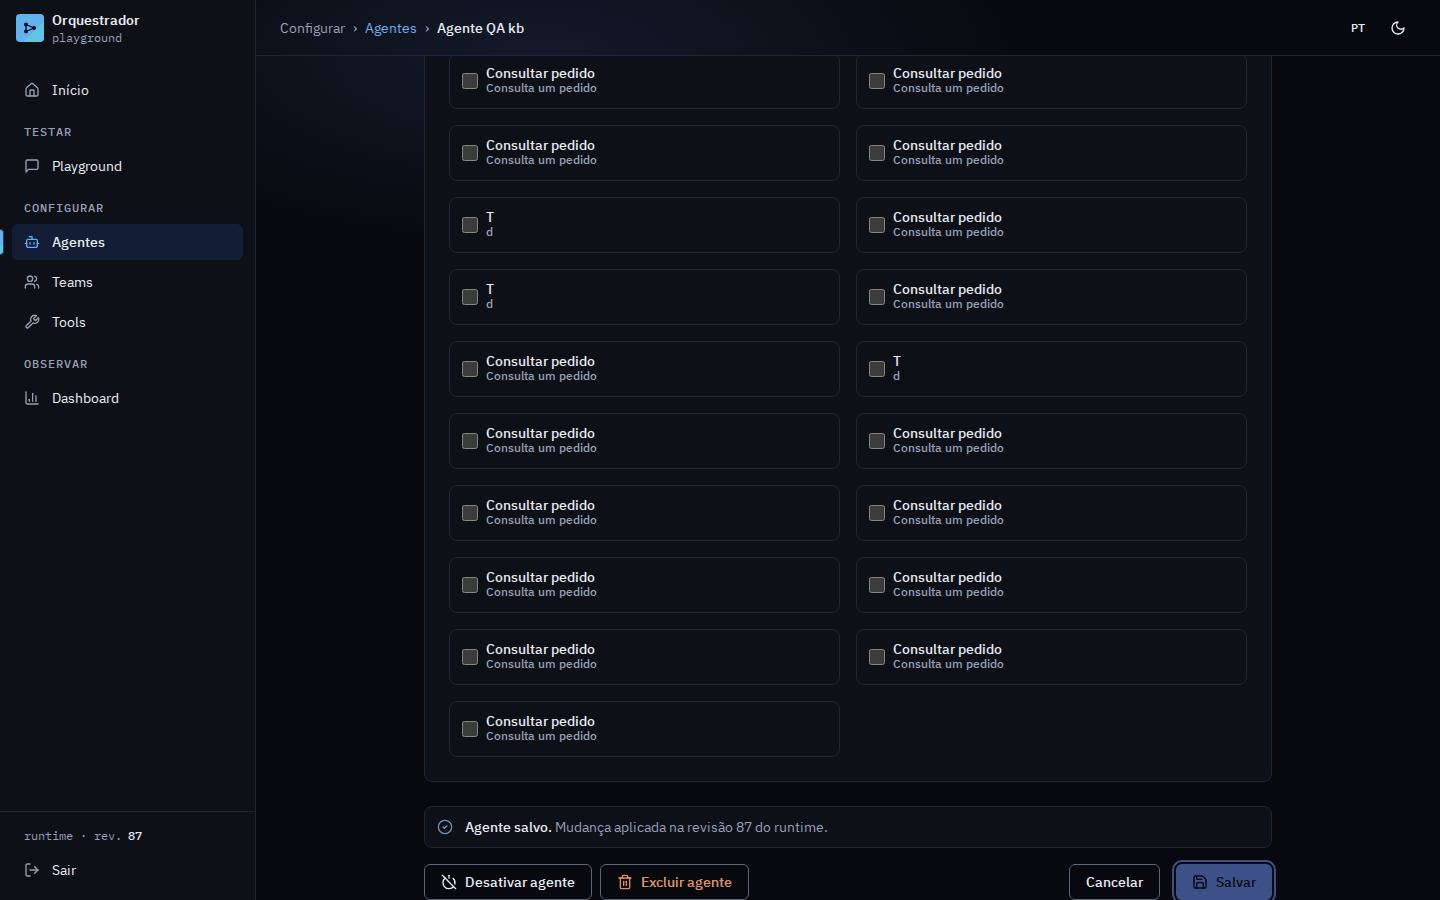 Orquestrador
playground
Início
TESTAR
Playground
CONFIGURAR
Agentes
Teams
Tools
OBSERVAR
Dashboard
runtime · rev. 87
Sair
Configurar › Agentes › Agente QA kb
PT
Consultar pedido
Consulta um pedido
Consultar pedido
Consulta um pedido
Consultar pedido
Consulta um pedido
Consultar pedido
Consulta um pedido
T
d
Consultar pedido
Consulta um pedido
T
d
Consultar pedido
Consulta um pedido
Consultar pedido
Consulta um pedido
T
d
Consultar pedido
Consulta um pedido
Consultar pedido
Consulta um pedido
Consultar pedido
Consulta um pedido
Consultar pedido
Consulta um pedido
Consultar pedido
Consulta um pedido
Consultar pedido
Consulta um pedido
Consultar pedido
Consulta um pedido
Consultar pedido
Consulta um pedido
Consultar pedido
Consulta um pedido
Agente salvo. Mudança aplicada na revisão 87 do runtime.
Desativar agente
Excluir agente
Cancelar
Salvar